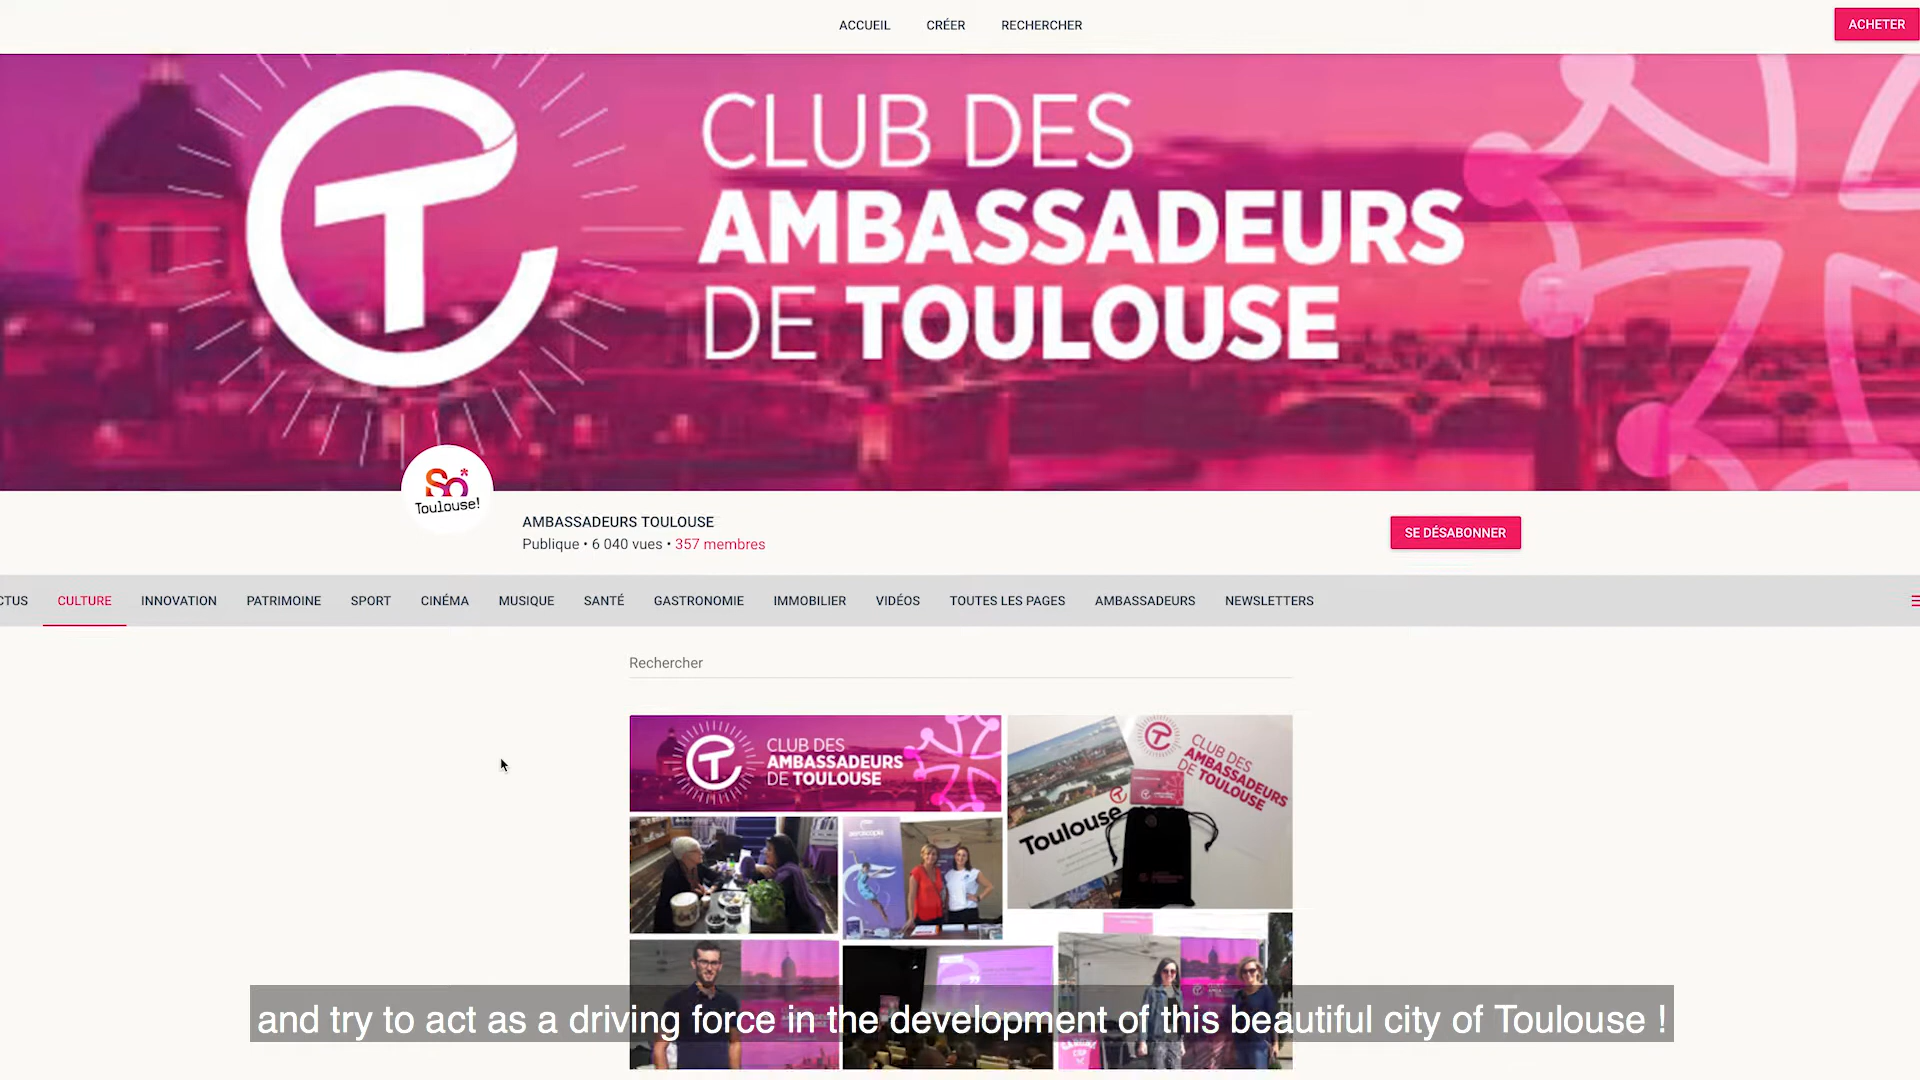 ACCUEIL CRÉER RECHERCHER ACHETER
CLUB DES
AMBASSADEURS
DE TOULOUSE
So
Toulouse!
AMBASSADEURS TOULOUSE
Publique • 6 040 vues • 357 membres
SE DÉSABONNER
CTUS CULTURE INNOVATION PATRIMOINE SPORT CINÉMA MUSIQUE SANTÉ GASTRONOMIE IMMOBILIER VIDÉOS TOUTES LES PAGES AMBASSADEURS NEWSLETTERS
Rechercher
CLUB DES
AMBASSADEURS
DE TOULOUSE
CLUB DES
AMBASSADEURS
DE TOULOUSE
Toulouse
aeroscopia
and try to act as a driving force in the development of this beautiful city of Toulouse !